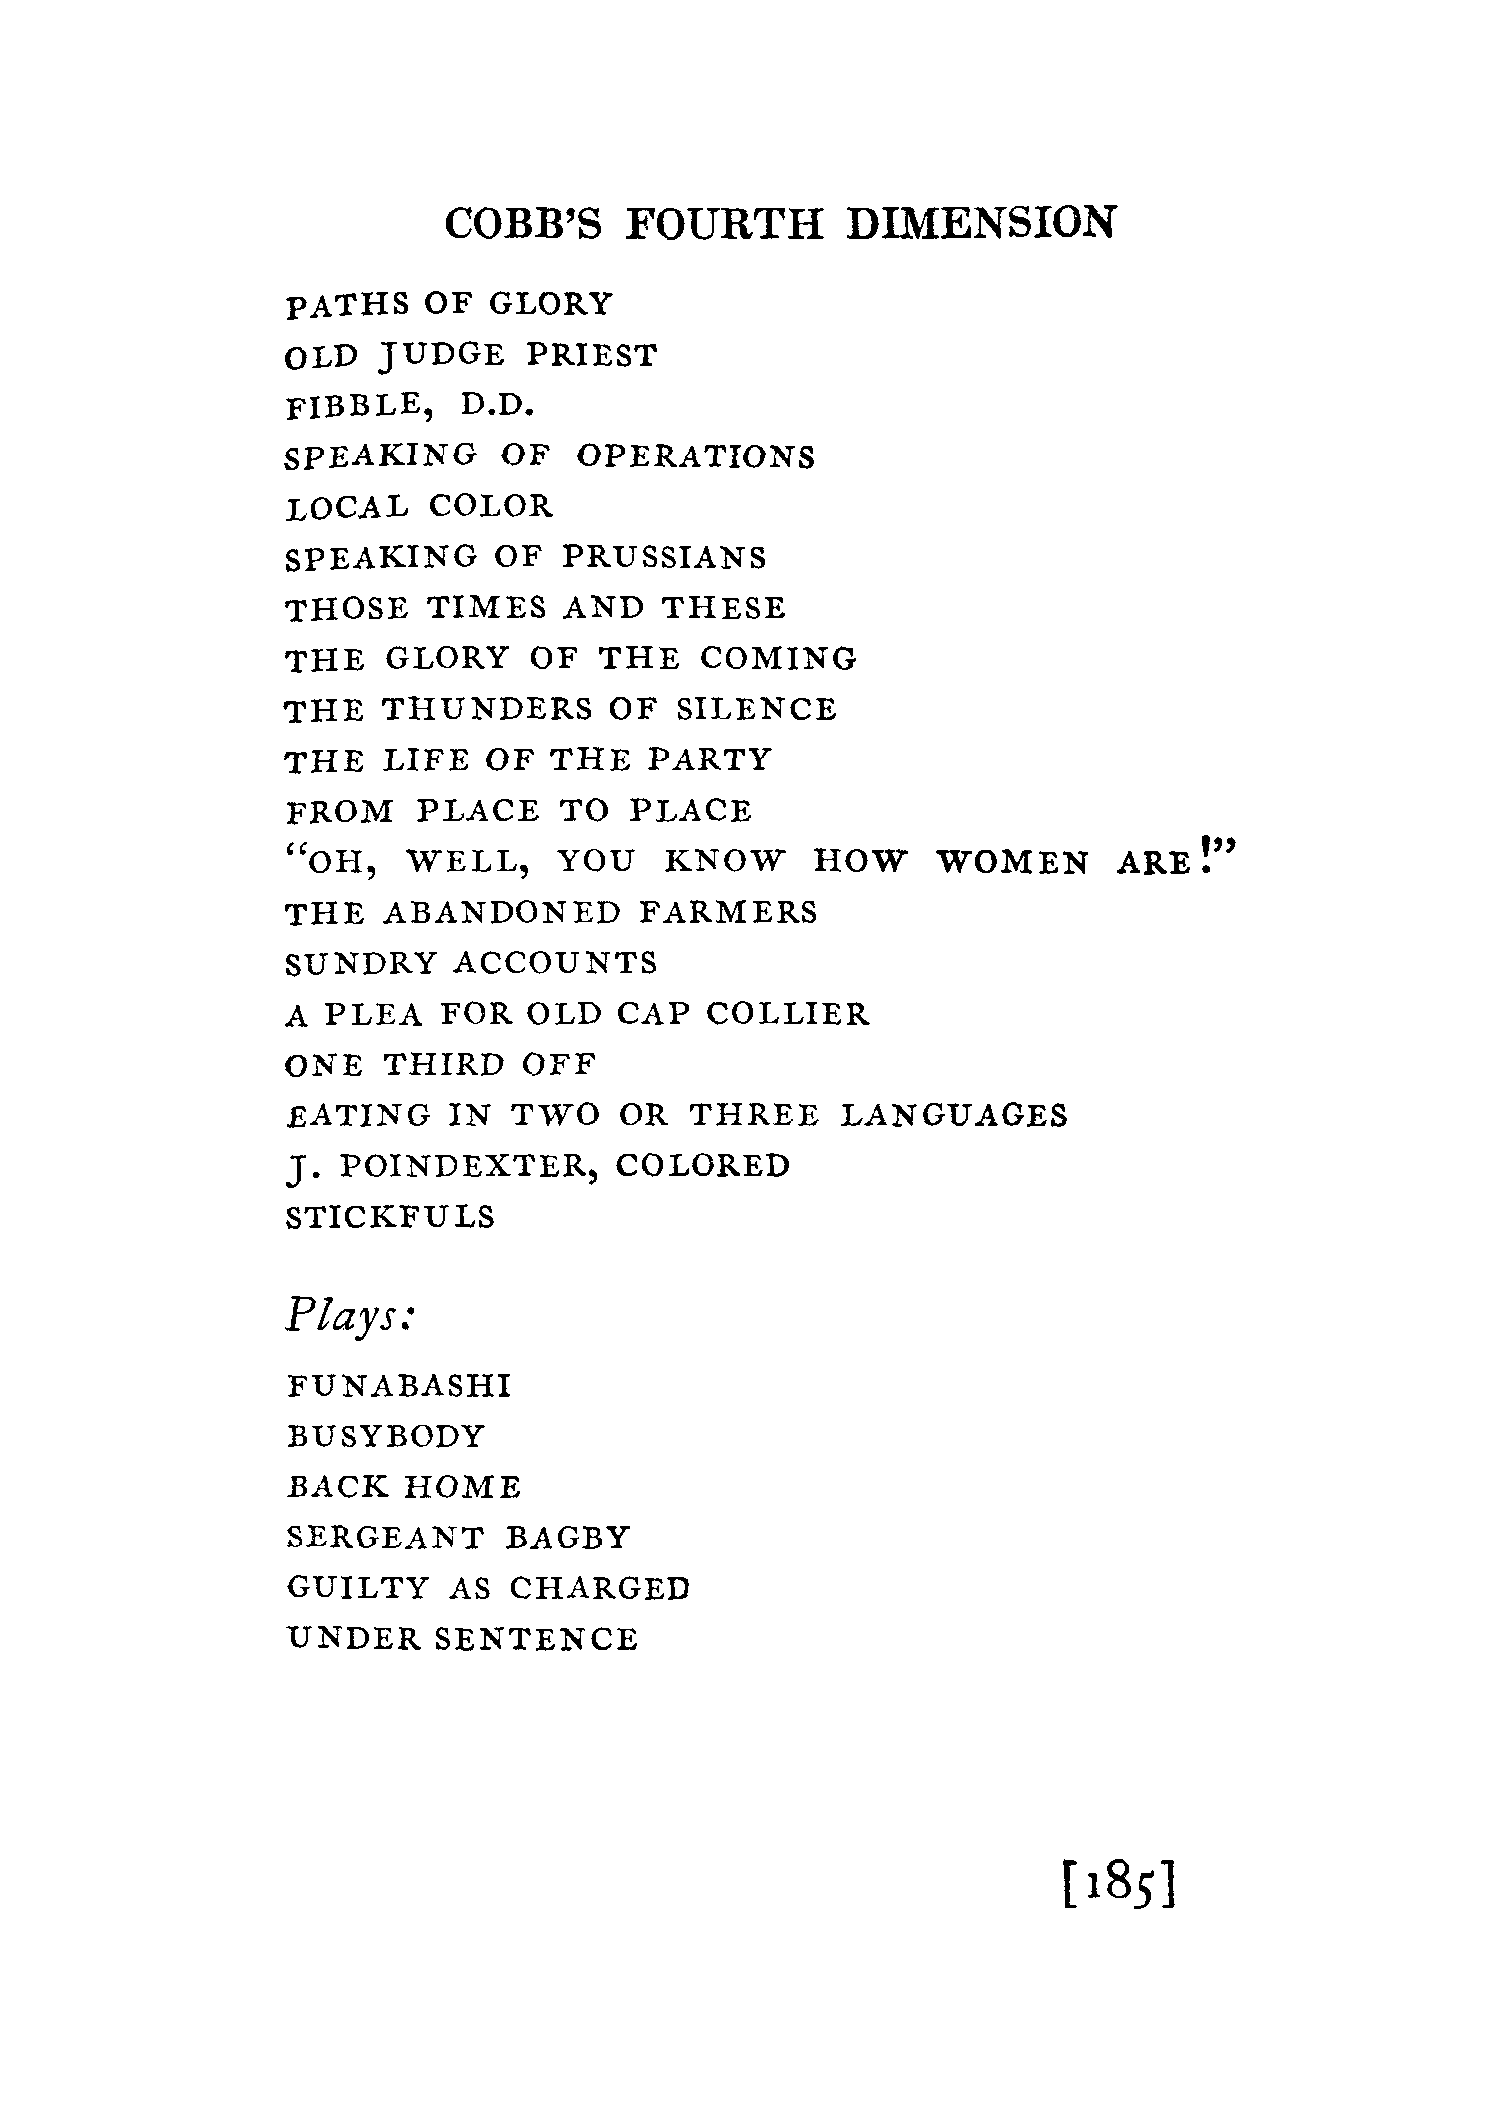 COBB'S FOURTH DIMENSION
PATHS OF GLORY
OLD JUDGE PRIEST
FIBBLE, D.D.
SPEAKING OF OPERATIONS
LOCAL COLOR
SPEAKING OF PRUSSIANS
THOSE TIMES AND THESE
THE GLORY OF THE COMING
THE THUNDERS OF SILENCE
THE LIFE OF THE PARTY
FROM PLACE TO PLACE
“OH, WELL, YOU KNOW HOW WOMEN ARE!”
THE ABANDONED FARMERS
SUNDRY ACCOUNTS
A PLEA FOR OLD CAP COLLIER
ONE THIRD OFF
EATING IN TWO OR THREE LANGUAGES
J. POINDEXTER, COLORED
STICKFULS
Plays:
FUNABASHI
BUSYBODY
BACK HOME
SERGEANT BAGBY
GUILTY AS CHARGED
UNDER SENTENCE
[185]